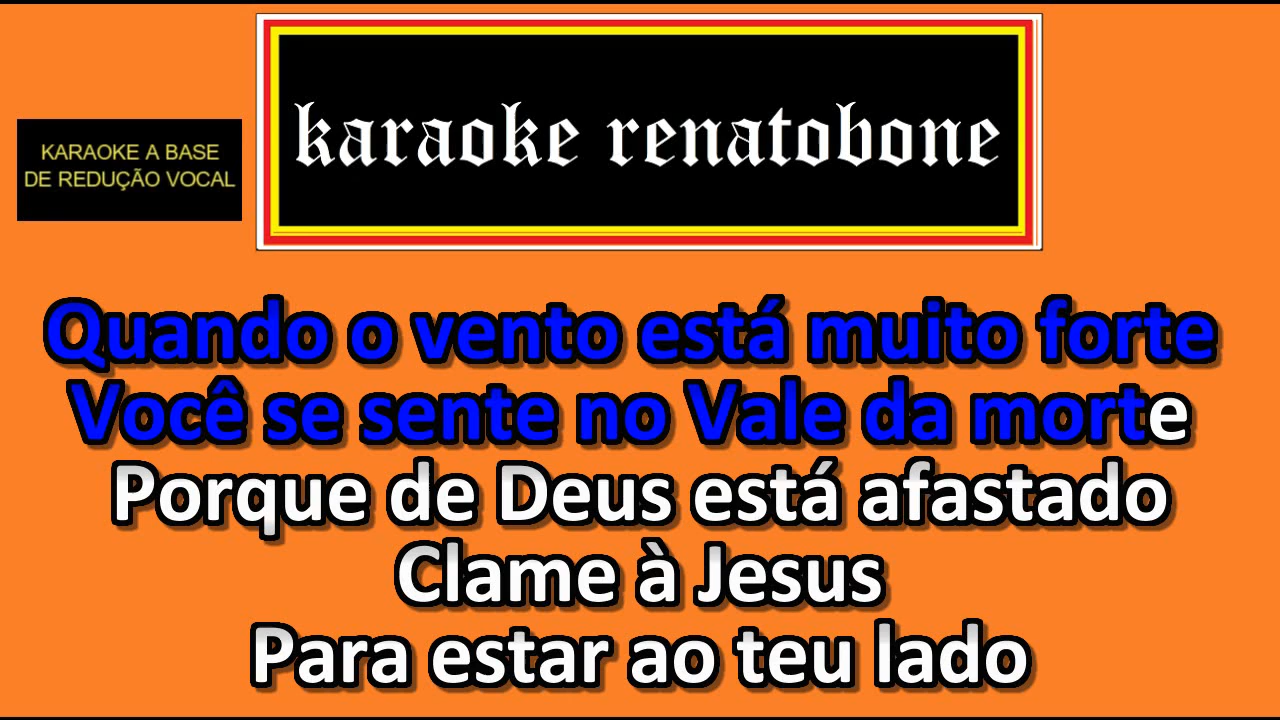 karaoke renatobone
KARAOKE A BASE
DE REDUÇÃO VOCAL
Quando o vento está muito forte
Você se sente no Vale da morte
Porque de Deus está afastado
Clame à Jesus
Para estar ao teu lado